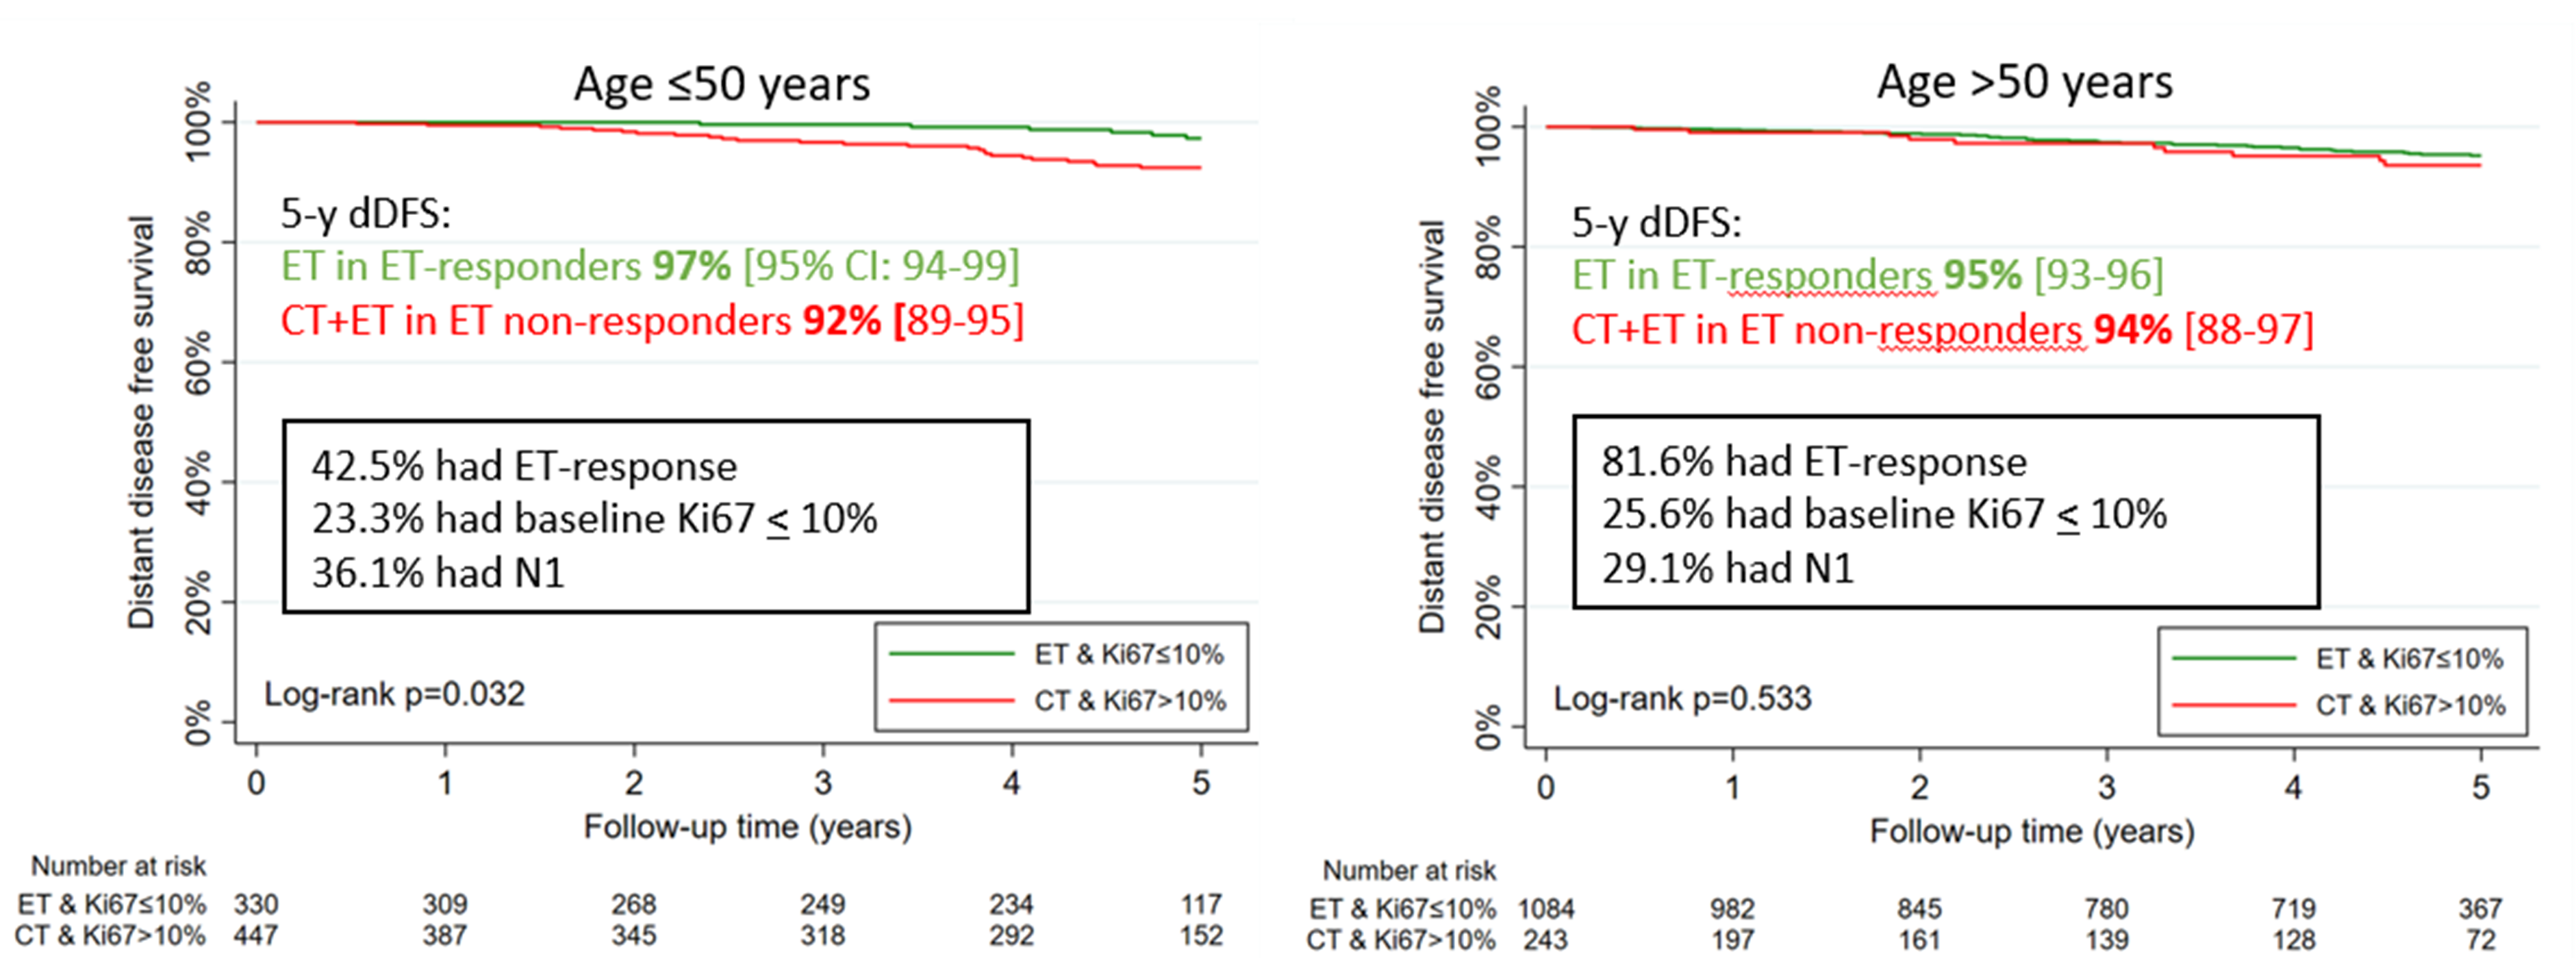 Age ≤50 years
100%
80%
60%
40%
20%
0%
Distant disease free survival
5-y dDFS:
ET in ET-responders 97% [95% CI: 94-99]
CT+ET in ET non-responders 92% [89-95]
42.5% had ET-response
23.3% had baseline Ki67 ≤ 10%
36.1% had N1
ET & Ki67≤10%
CT & Ki67>10%
Log-rank p=0.032
0 1 2 3 4 5
Follow-up time (years)
Number at risk
ET & Ki67≤10% 330 309 268 249 234 117
CT & Ki67>10% 447 387 345 318 292 152
Age >50 years
100%
80%
60%
40%
20%
0%
Distant disease free survival
5-y dDFS:
ET in ET-responders 95% [93-96]
CT+ET in ET non-responders 94% [88-97]
81.6% had ET-response
25.6% had baseline Ki67 ≤ 10%
29.1% had N1
ET & Ki67≤10%
CT & Ki67>10%
Log-rank p=0.533
0 1 2 3 4 5
Follow-up time (years)
Number at risk
ET & Ki67≤10% 1084 982 845 780 719 367
CT & Ki67>10% 243 197 161 139 128 72